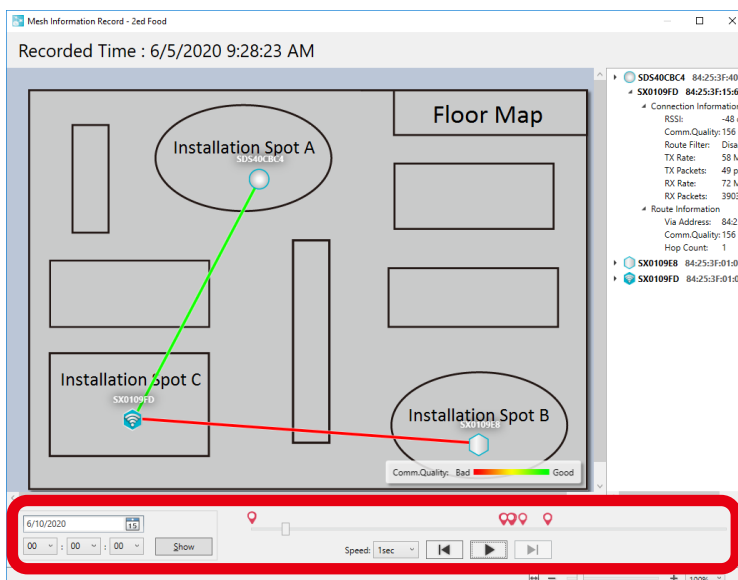 Mesh Information Record - 2ed Food
Recorded Time : 6/5/2020 9:28:23 AM
Floor Map
Installation Spot A
SDS40CBC4
Installation Spot C
SX0109FD
Installation Spot B
SX0109E8
Comm.Quality: Bad Good
SDS40CBC4 84:25:3F:40
SX0109FD 84:25:3F:15:6
Connection Information
RSSI: -48
Comm.Quality: 156
Route Filter: Disa
TX Rate: 58 M
TX Packets: 49 p
RX Rate: 72 M
RX Packets: 3903
Route Information
Via Address: 84:2
Comm.Quality: 156
Hop Count: 1
SX0109E8 84:25:3F:01:0
SX0109FD 84:25:3F:01:0
6/10/2020 15
00 : 00 : 00 Show
Speed: 1sec
100%